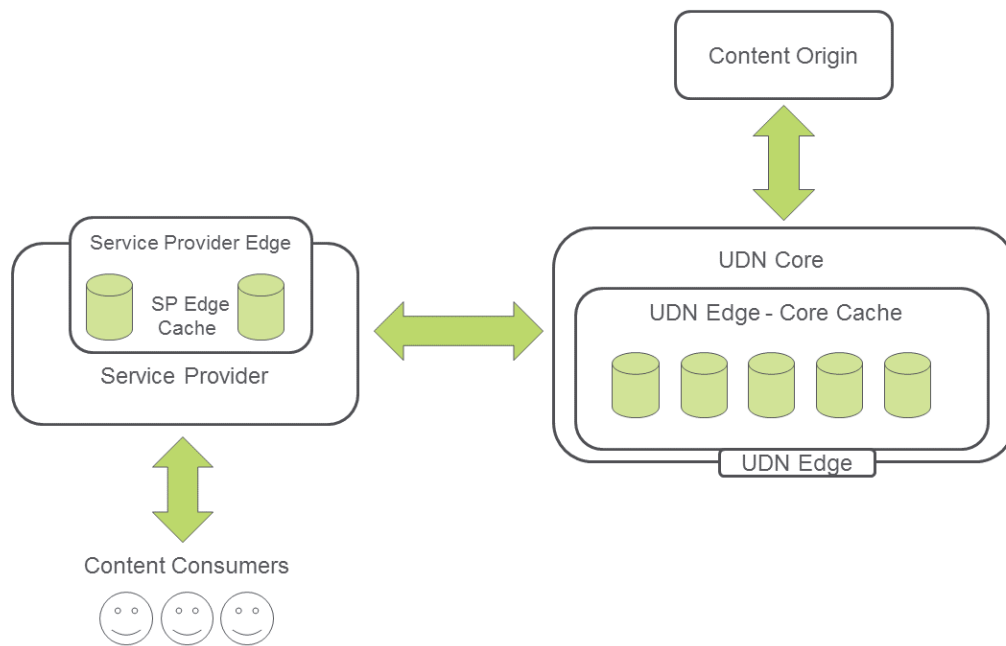 Content Origin
Service Provider Edge
SP Edge
Cache
Service Provider
UDN Core
UDN Edge - Core Cache
UDN Edge
Content Consumers